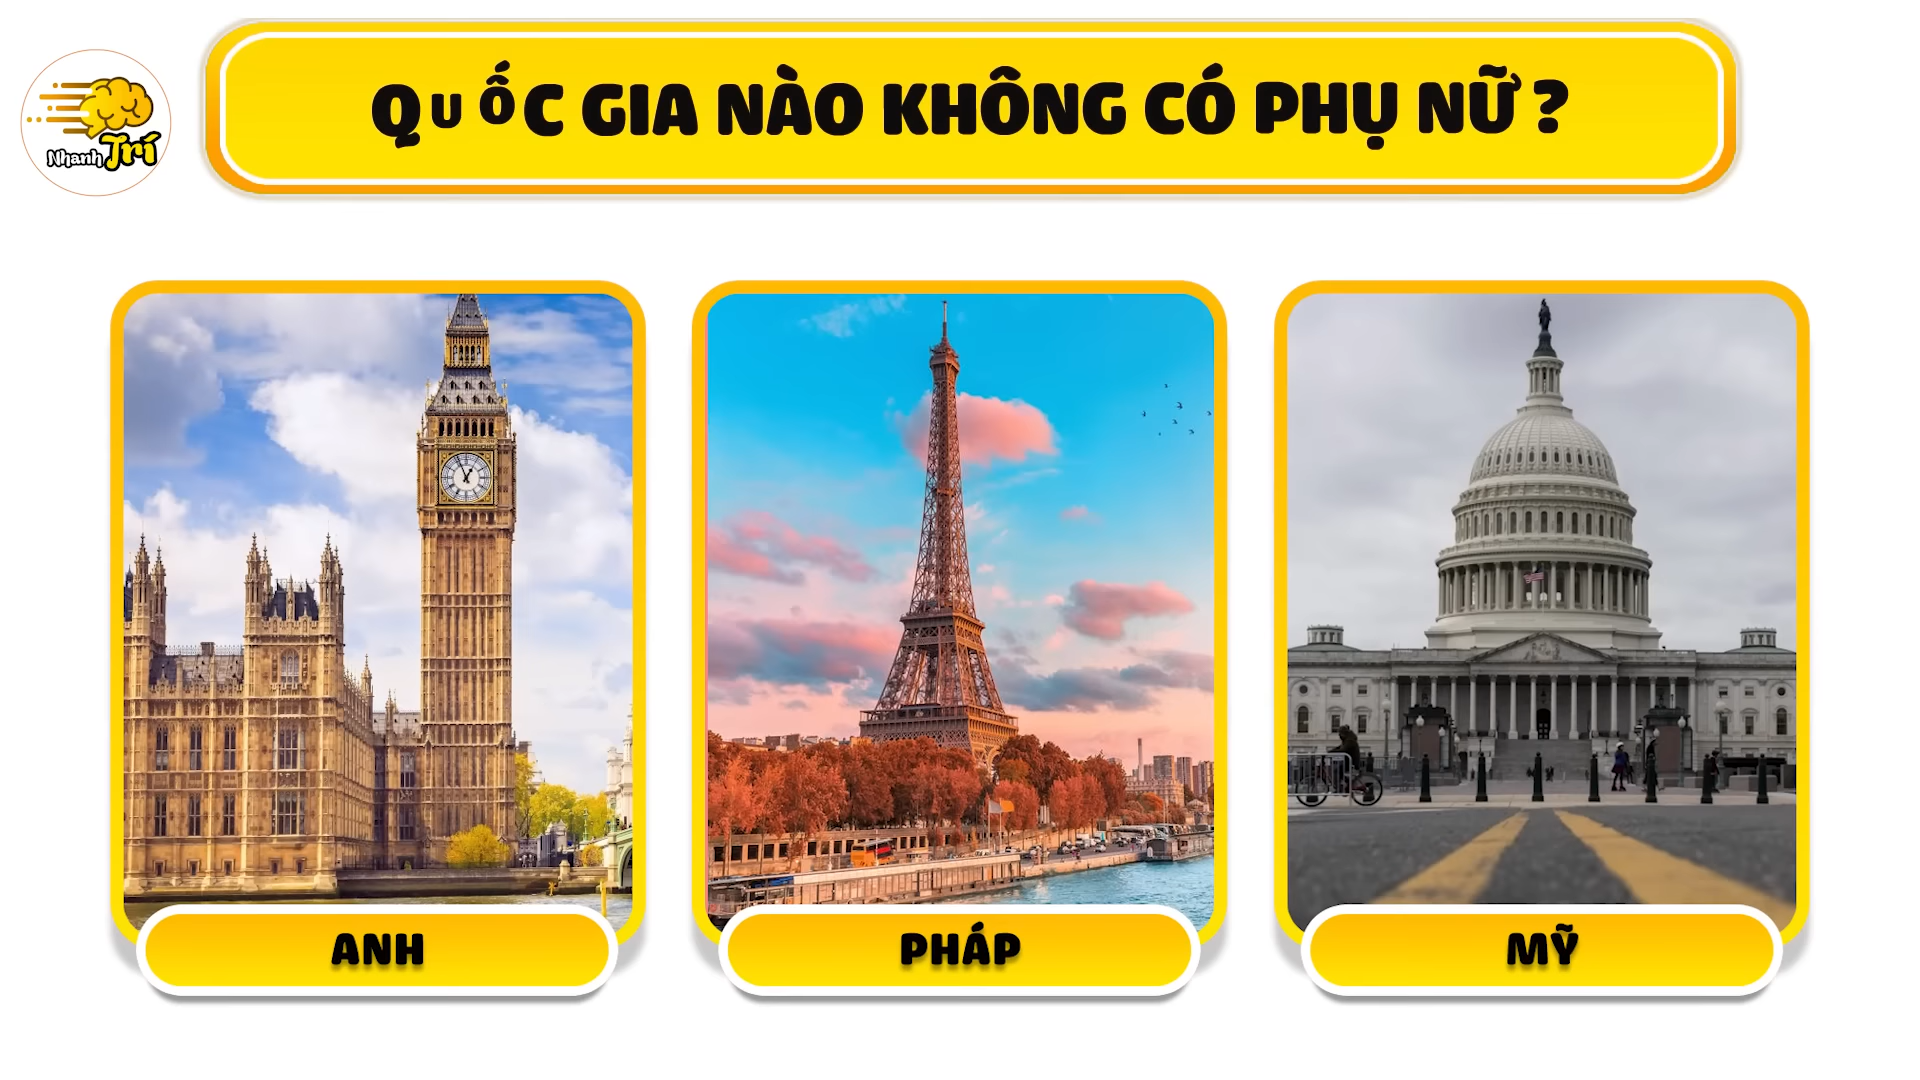 Nhanh Trí
QuốC GIA NÀO KHÔNG CÓ PHỤ NỮ ?
ANH
PHÁP
MỸ